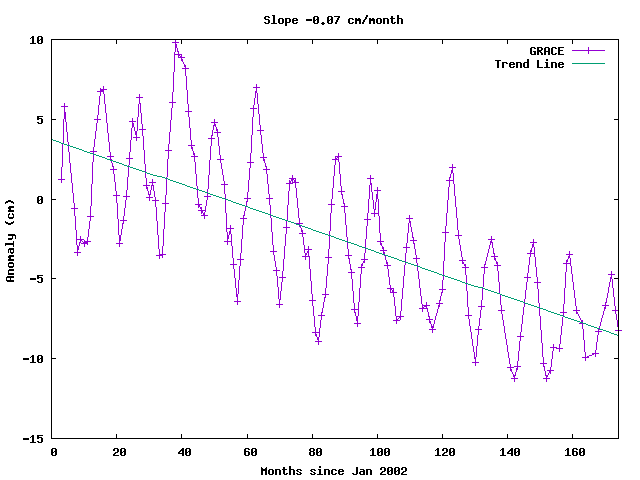 Slope -0.07 cm/month
GRACE
Trend Line
10
5
0
-5
-10
-15
Anomaly (cm)
0 20 40 60 80 100 120 140 160
Months since Jan 2002